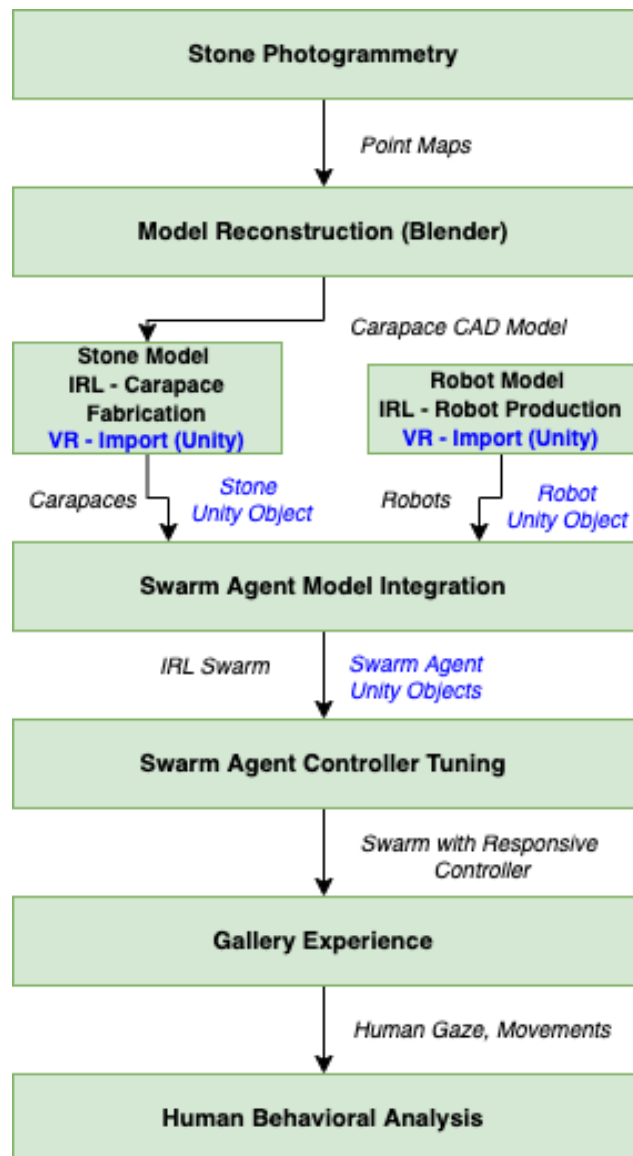 Stone Photogrammetry
Point Maps
Model Reconstruction (Blender)
Carapace CAD Model
Stone Model
IRL - Carapace
Fabrication
VR - Import (Unity)
Robot Model
IRL - Robot Production
VR - Import (Unity)
Carapaces
Stone
Unity Object
Robots
Robot
Unity Object
Swarm Agent Model Integration
IRL Swarm
Swarm Agent
Unity Objects
Swarm Agent Controller Tuning
Swarm with Responsive
Controller
Gallery Experience
Human Gaze, Movements
Human Behavioral Analysis